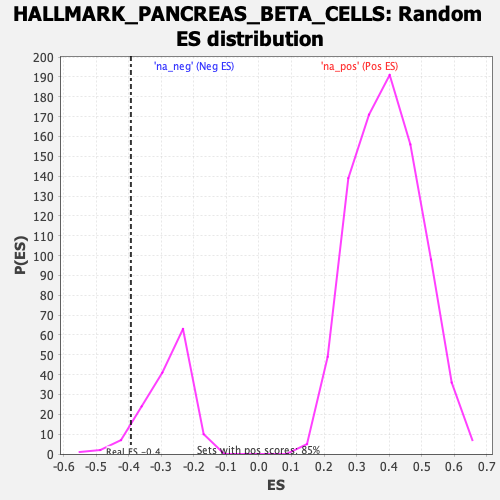 HALLMARK_PANCREAS_BETA_CELLS: Random
ES distribution
'na_neg' (Neg ES)
'na_pos' (Pos ES)
200
190
180
170
160
150
140
130
120
110
100
90
80
70
60
50
40
30
20
10
0
P(ES)
Real ES -0.4
Sets with pos scores: 85%
-0.6 -0.5 -0.4 -0.3 -0.2 -0.1 0.0 0.1 0.2 0.3 0.4 0.5 0.6 0.7
ES